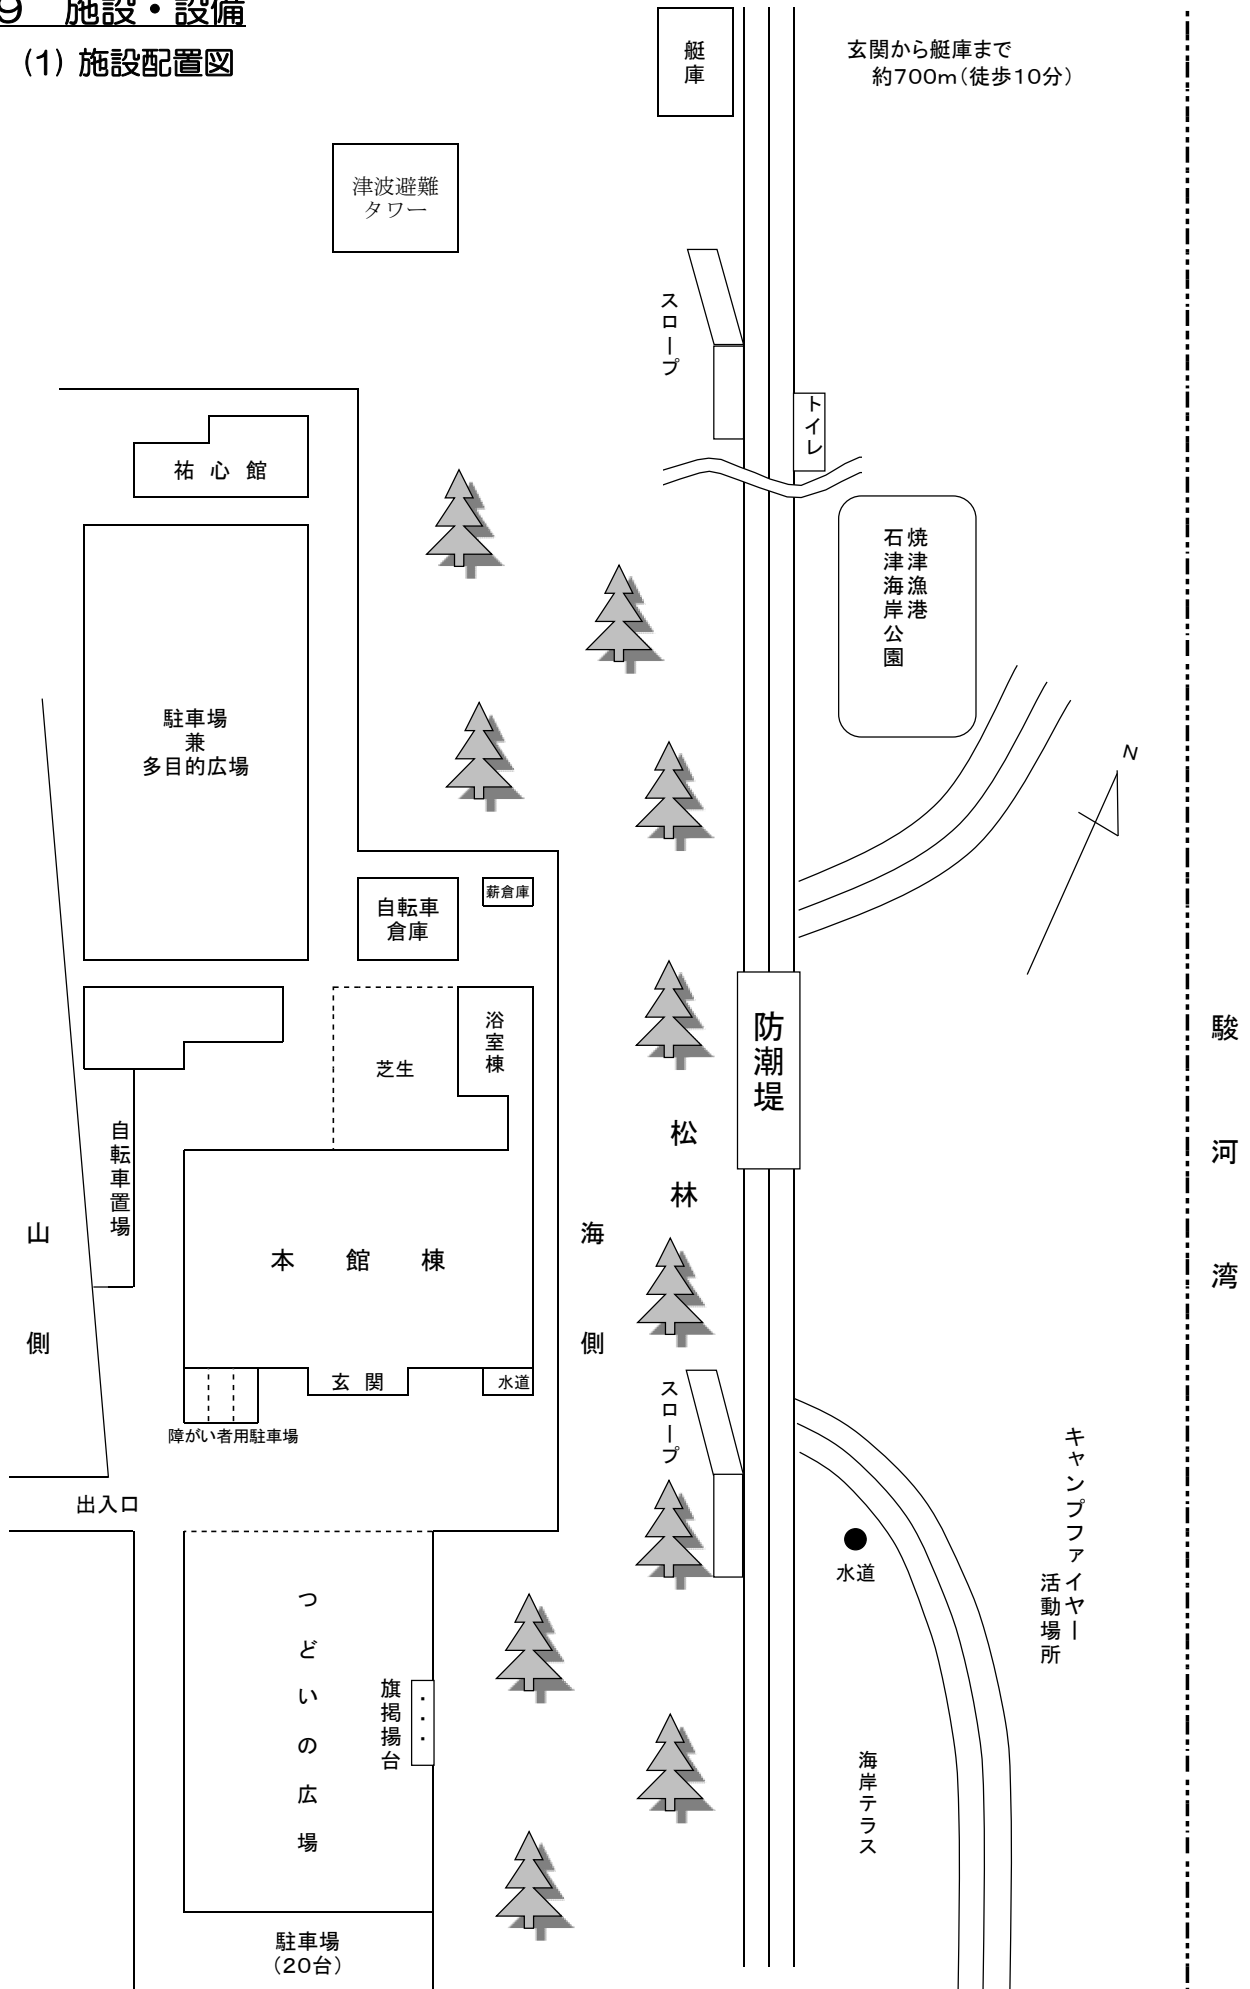 9 施設・設備
(1) 施設配置図
艇庫
玄関から艇庫まで
約700m(徒歩10分)
津波避難
タワー
スロープ
トイレ
祐心館
焼津漁港
石津海岸公園
駐車場
兼
多目的広場
N
自転車
倉庫
薪倉庫
浴室棟
芝生
防潮堤
駿河湾
松林
自転車置場
山側
本館棟
海側
玄関
水道
障がい者用駐車場
スロープ
出入口
キャンプファイヤー
活動場所
水道
つどいの広場
旗掲揚台
海岸テラス
駐車場
(20台)